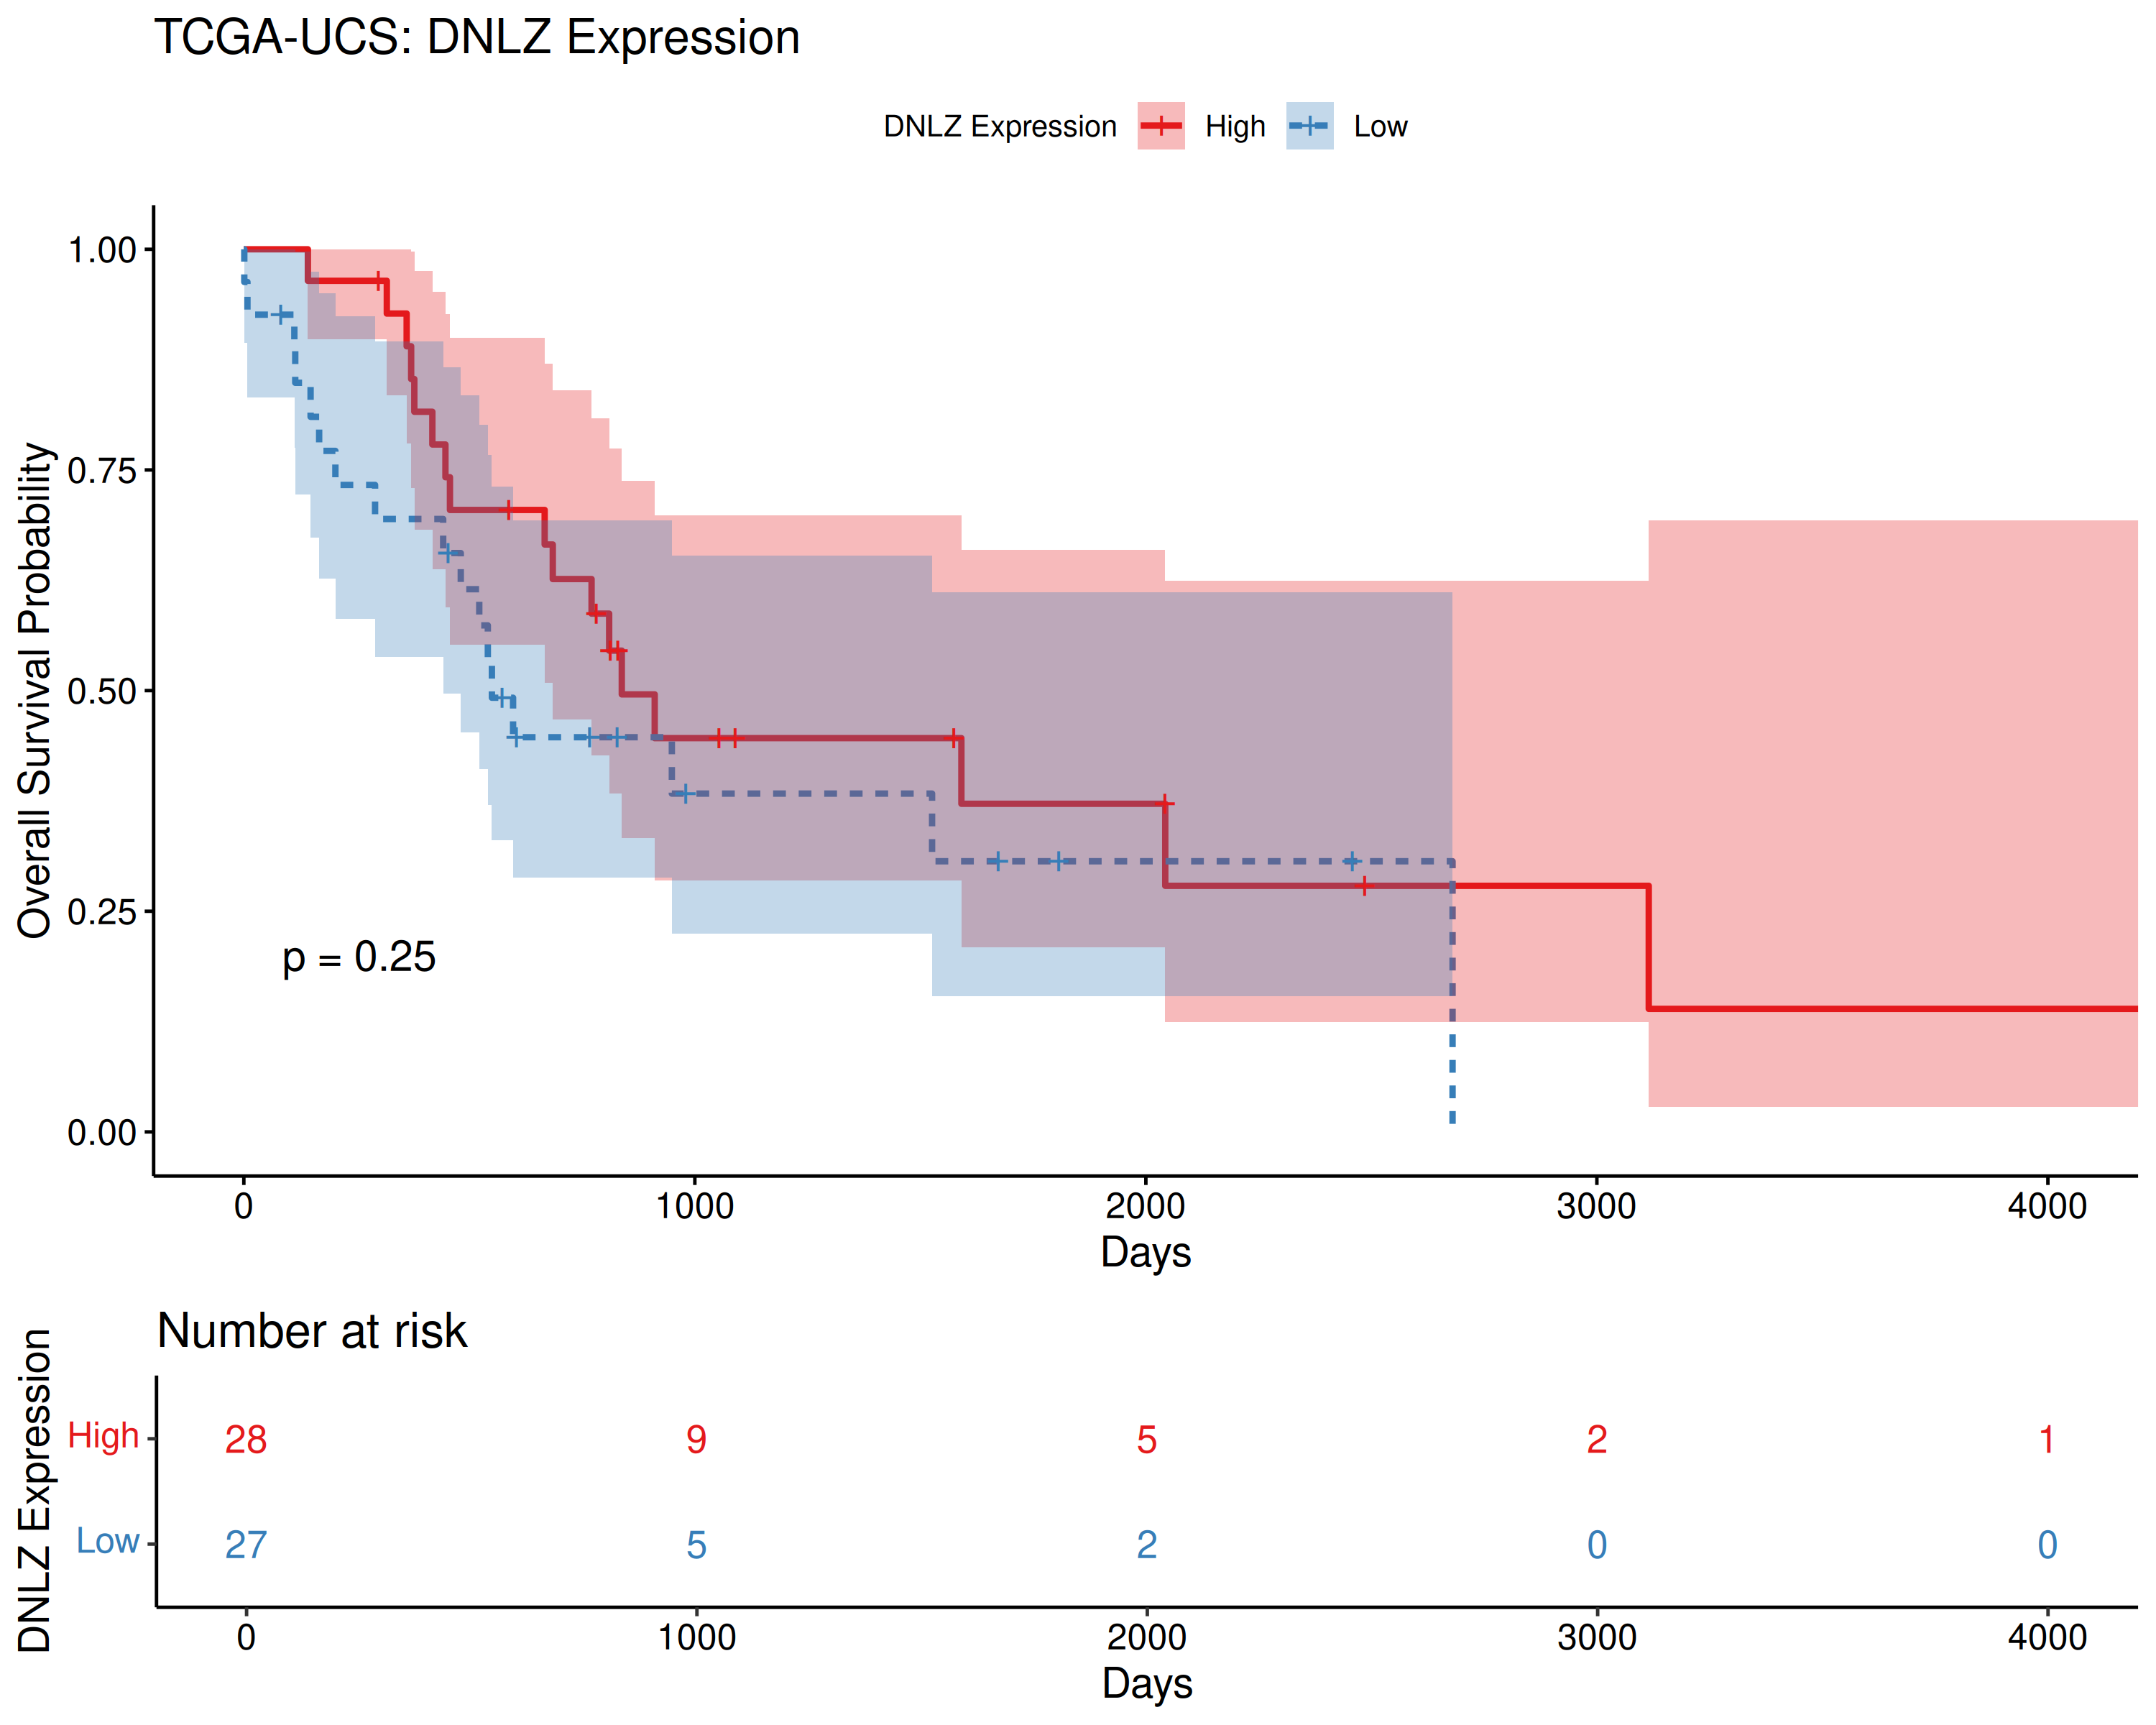 TCGA-UCS: DNLZ Expression
DNLZ Expression High Low
Overall Survival Probability
1.00
0.75
0.50
0.25
0.00
p = 0.25
0 1000 2000 3000 4000
Days
Number at risk
DNLZ Expression
High 28 9 5 2 1
Low 27 5 2 0 0
0 1000 2000 3000 4000
Days